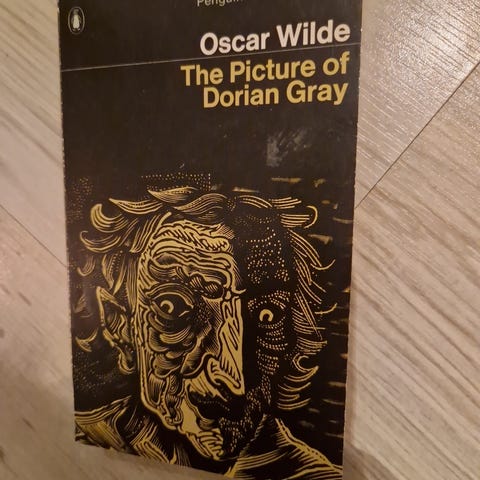 Oscar Wilde
The Picture of
Dorian Gray